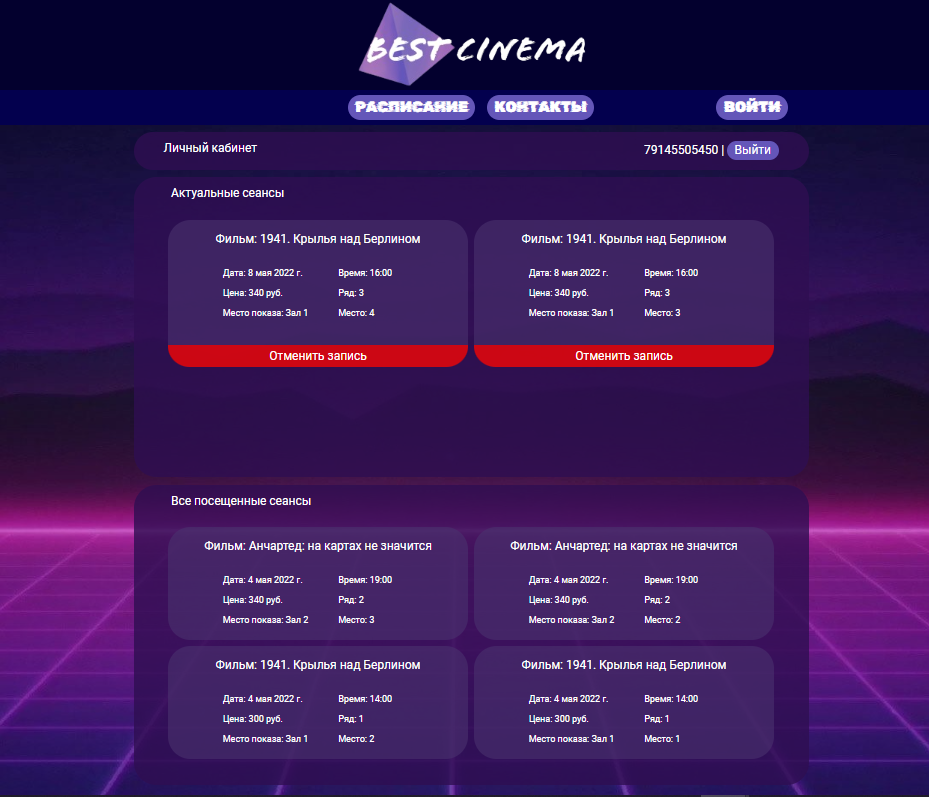 BEST CINEMA
РАСПИСАНИЕ КОНТАКТЫ ВОЙТИ
Личный кабинет 79145505450 | Выйти
Актуальные сеансы
Фильм: 1941. Крылья над Берлином Фильм: 1941. Крылья над Берлином
Дата: 8 мая 2022 г. Время: 16:00 Дата: 8 мая 2022 г. Время: 16:00
Цена: 340 руб. Ряд: 3 Цена: 340 руб. Ряд: 3
Место показа: Зал 1 Место: 4 Место показа: Зал 1 Место: 3
Отменить запись Отменить запись
Все посещенные сеансы
Фильм: Анчартед: на картах не значится Фильм: Анчартед: на картах не значится
Дата: 4 мая 2022 г. Время: 19:00 Дата: 4 мая 2022 г. Время: 19:00
Цена: 340 руб. Ряд: 2 Цена: 340 руб. Ряд: 2
Место показа: Зал 2 Место: 3 Место показа: Зал 2 Место: 2
Фильм: 1941. Крылья над Берлином Фильм: 1941. Крылья над Берлином
Дата: 4 мая 2022 г. Время: 14:00 Дата: 4 мая 2022 г. Время: 14:00
Цена: 300 руб. Ряд: 1 Цена: 300 руб. Ряд: 1
Место показа: Зал 1 Место: 2 Место показа: Зал 1 Место: 1